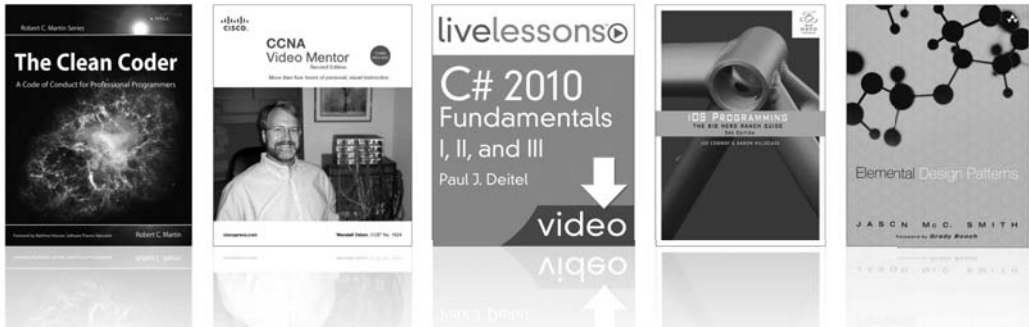 Robert C. Martin Series
The Clean Coder
A Code of Conduct for Professional Programmers
Robert C. Martin
CISCO.
CCNA
Video Mentor
Second Edition
More than four hours of personal, visual instruction
ciscopress.com
livelessons
C# 2010
Fundamentals
I, II, and III
Paul J. Deitel
video
iOS PROGRAMMING
THE BIG NERD RANCH GUIDE
JOE CONWAY & AARON HILLEGASS
Elemental Design Patterns
JASON McC. SMITH
Foreword by Grady Booch